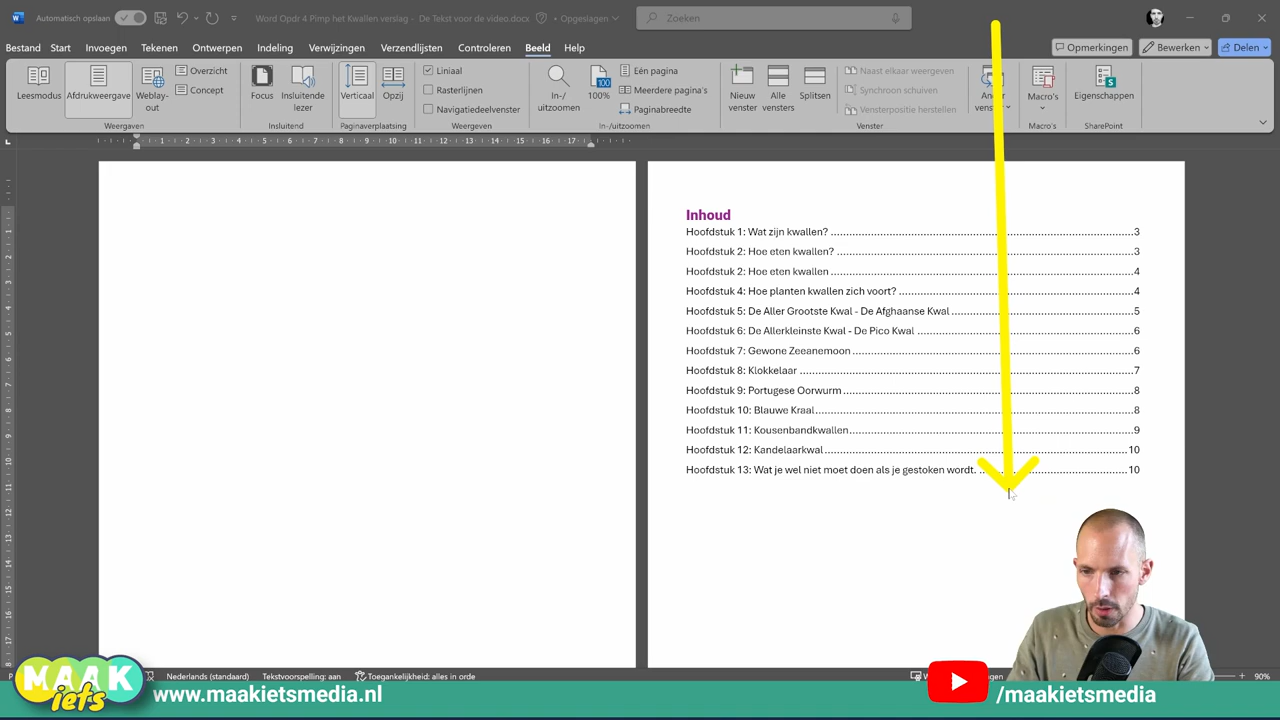 Automatisch opslaan
Word Opdr 4 Pimp het Kwallen verslag - De Tekst voor de video.docx
• Opgeslagen
Zoeken
Bestand Start Invoegen Tekenen Ontwerpen Indeling Verwijzingen Verzendlijsten Controleren Beeld Help
Opmerkingen Bewerken Delen
Leesmodus Afdrukweergave Weblay-out
Overzicht
Concept
Weergaven
Focus Insluitende lezer
Insluitend
Verticaal Opzij
Paginaverplaatsing
Liniaal
Rasterlijnen
Navigatiedeelvenster
Weergeven
In-/uitzoomen 100%
Eén pagina
Meerdere pagina's
Paginabreedte
In-/uitzoomen
Nieuw venster Alle vensters Splitsen
Naast elkaar weergeven
Synchroon schuiven
Vensterpositie herstellen
Venster
Macro's
Macro's
Eigenschappen
SharePoint
Inhoud
Hoofdstuk 1: Wat zijn kwallen? 3
Hoofdstuk 2: Hoe eten kwallen? 3
Hoofdstuk 2: Hoe eten kwallen 4
Hoofdstuk 4: Hoe planten kwallen zich voort? 4
Hoofdstuk 5: De Aller Grootste Kwal - De Afghaanse Kwal 5
Hoofdstuk 6: De Allerkleinste Kwal - De Pico Kwal 6
Hoofdstuk 7: Gewone Zeeanemoon 6
Hoofdstuk 8: Klokkelaar 7
Hoofdstuk 9: Portugese Oorwurm 8
Hoofdstuk 10: Blauwe Kraal 8
Hoofdstuk 11: Kousenbandkwallen 9
Hoofdstuk 12: Kandelaarkwal 10
Hoofdstuk 13: Wat je wel niet moet doen als je gestoken wordt. 10
Nederlands (standaard) Tekstvoorspelling: aan Toegankelijkheid: alles in orde
90%
MAAK
iets
www.maakietsmedia.nl
/maakietsmedia